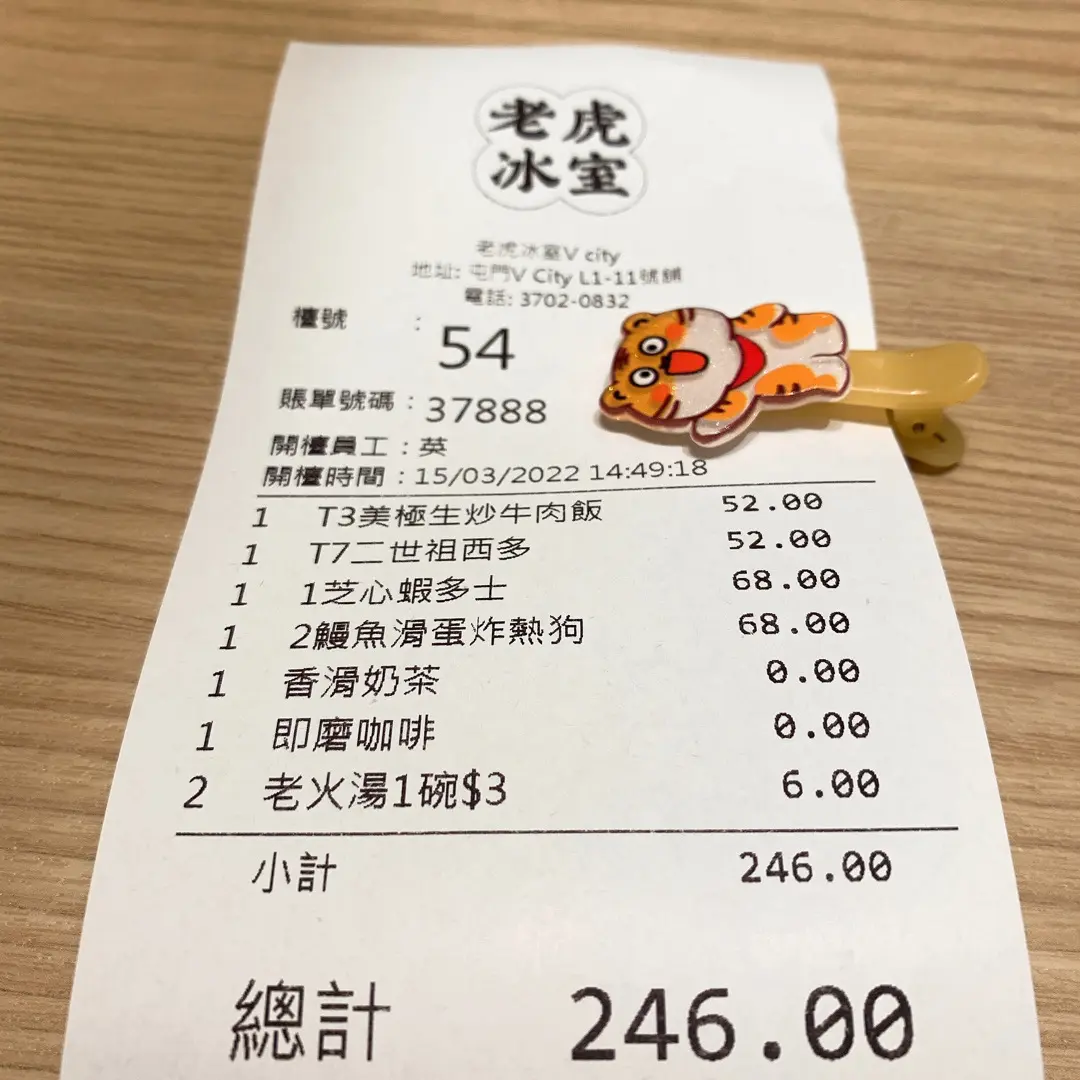 老虎
冰室
老虎冰室V city
地址: 屯門V City L1-11號舖
電話: 3702-0832
檯號 : 54
賬單號碼 : 37888
開檯員工 : 英
開檯時間 : 15/03/2022 14:49:18
1 T3美極生炒牛肉飯 52.00
1 T7二世祖西多 52.00
1 1芝心蝦多士 68.00
1 2鰻魚滑蛋炸熱狗 68.00
1 香滑奶茶 0.00
1 即磨咖啡 0.00
2 老火湯1碗$3 6.00
小計 246.00
總計 246.00